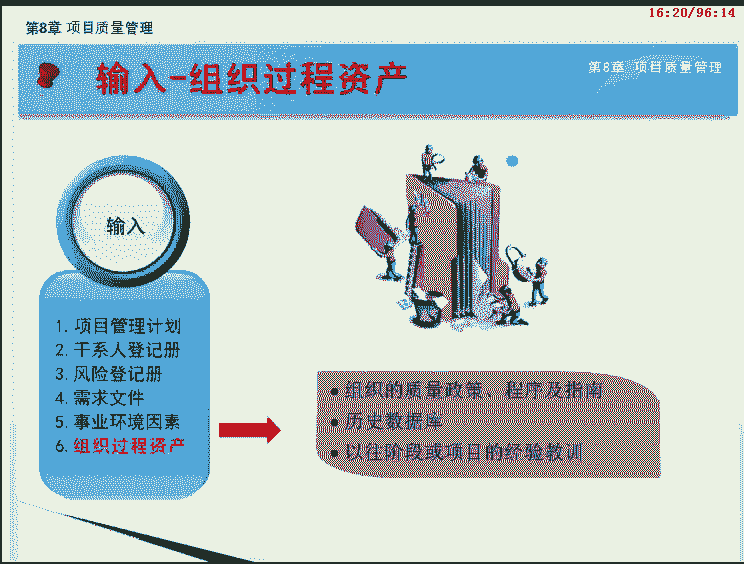 16:20/96:14
第8章 项目质量管理
输入-组织过程资产
第8章 项目质量管理
输入
1. 项目管理计划
2. 干系人登记册
3. 风险登记册
4. 需求文件
5. 事业环境因素
6. 组织过程资产
● 组织的质量政策、程序及指南
● 历史数据库
● 以往阶段或项目的经验教训